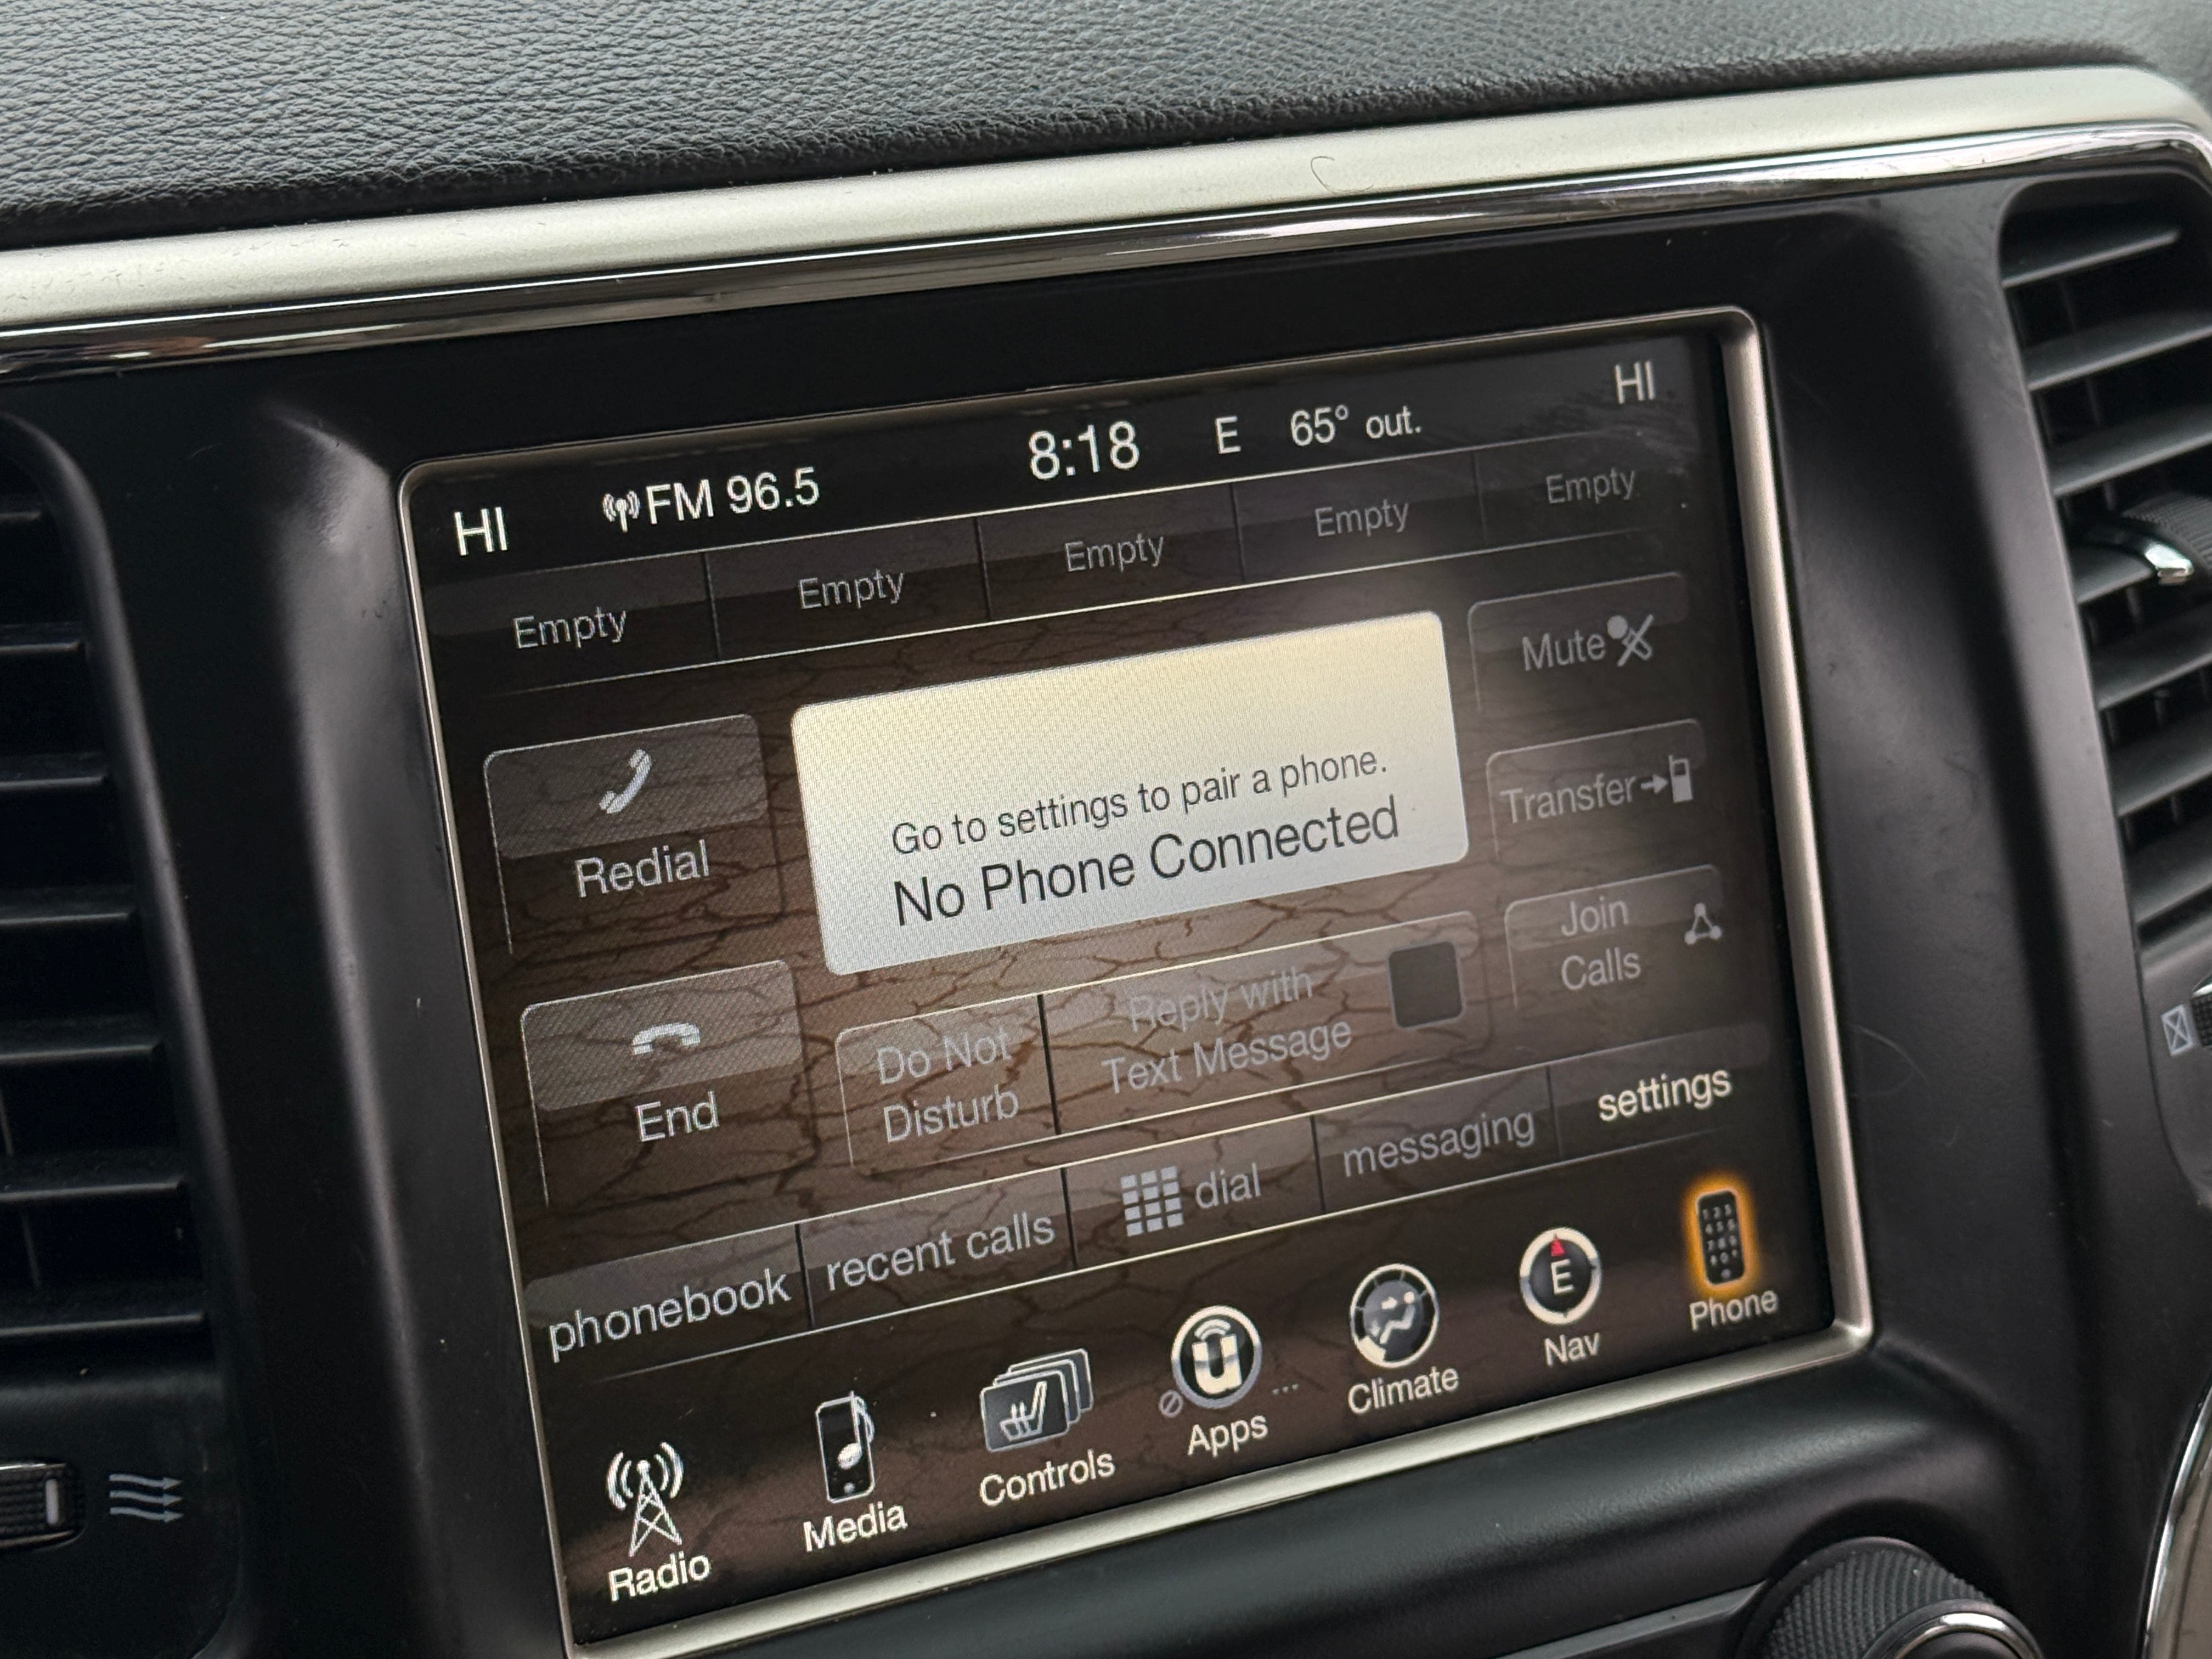 HI FM 96.5 8:18 E 65° out. HI
Empty Empty Empty Empty Empty
Redial
Go to settings to pair a phone.
No Phone Connected
Mute
Transfer
Join
Calls
End
Do Not
Disturb
Reply with
Text Message
phonebook recent calls dial messaging settings
Radio Media Controls Apps ... Climate Nav Phone
E